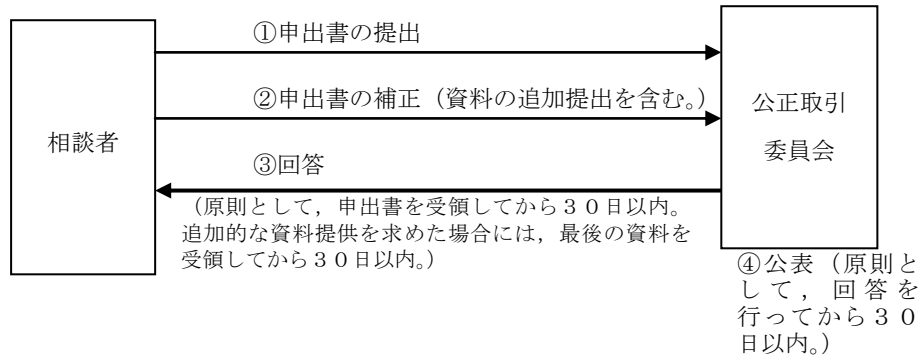 ①申出書の提出
②申出書の補正（資料の追加提出を含む。）
相談者
公正取引
委員会
③回答
（原則として，申出書を受領してから３０日以内。
追加的な資料提供を求めた場合には，最後の資料を
受領してから３０日以内。）
④公表（原則と
して，回答を
行ってから３０
日以内。）